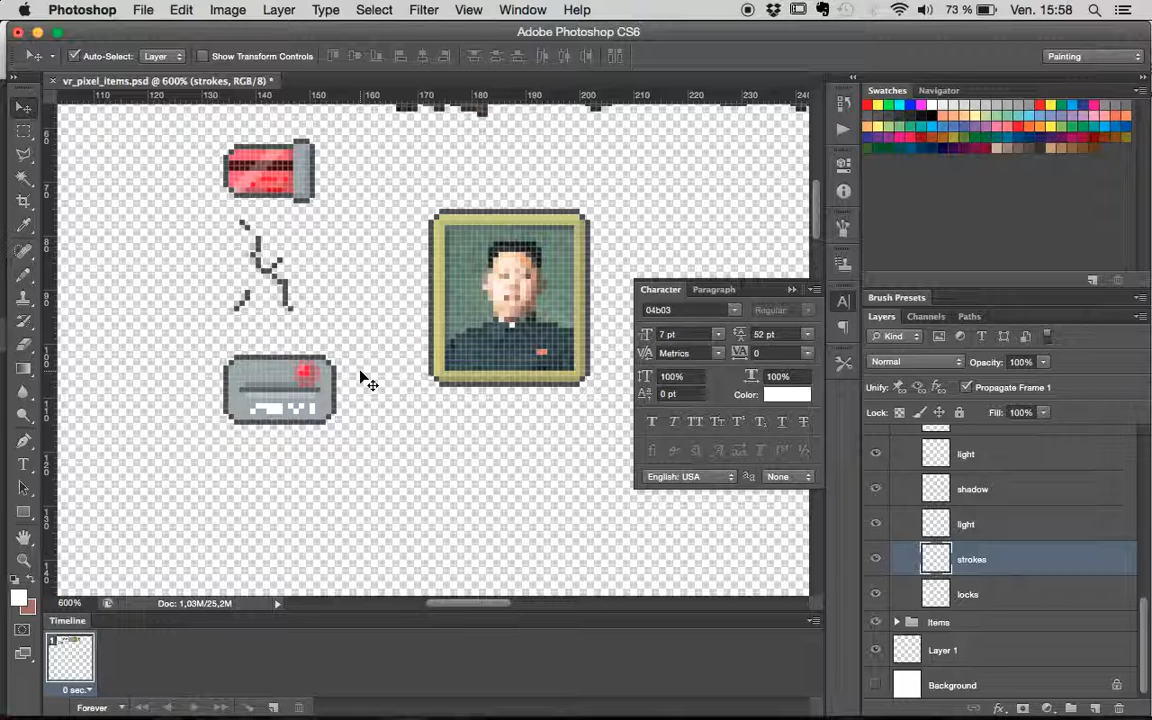 Photoshop File Edit Image Layer Type Select Filter View Window Help 73 % Ven. 15:58
Adobe Photoshop CS6
Auto-Select: Layer Show Transform Controls Painting
vr_pixel_items.psd @ 600% (strokes, RGB/8) *
110 120 130 140 150 160 170 180 190 200 210 220 230 240
Swatches Navigator
Brush Presets
Layers Channels Paths
Kind
Normal Opacity: 100%
Unify: Propagate Frame 1
Lock: Fill: 100%
light
shadow
light
strokes
locks
Items
Layer 1
Background
Character Paragraph
04b03 Regular
7 pt 52 pt
Metrics 0
100% 100%
0 pt Color:
English: USA None
600% Doc: 1,03M/25,2M
Timeline
1
0 sec.
Forever